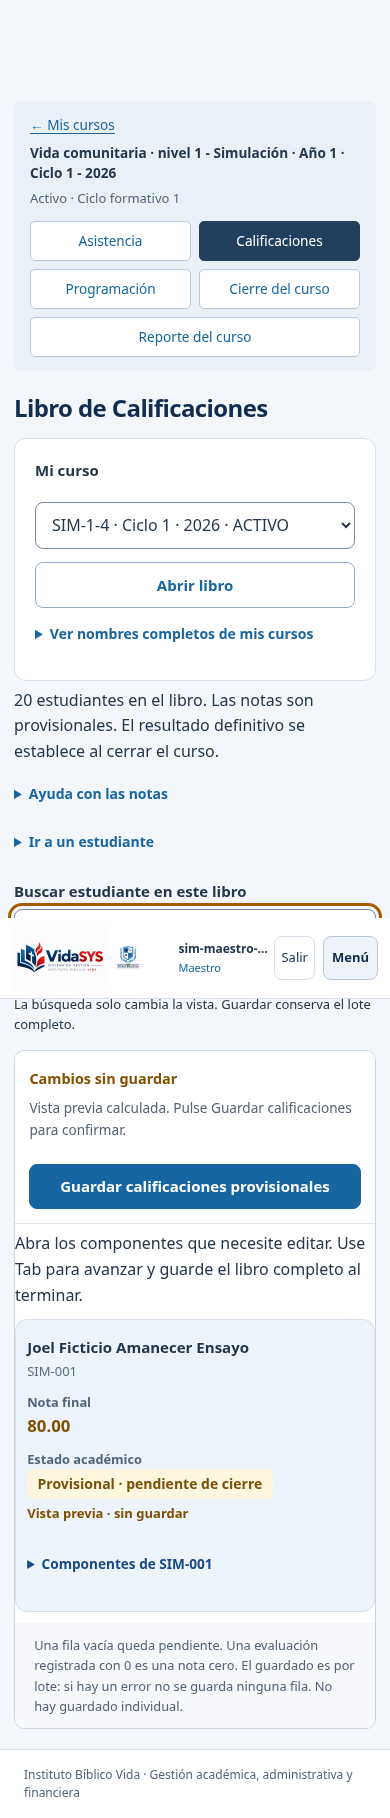 ← Mis cursos
Vida comunitaria · nivel 1 - Simulación · Año 1 ·
Ciclo 1 - 2026
Activo · Ciclo formativo 1
Asistencia
Calificaciones
Programación
Cierre del curso
Reporte del curso
Libro de Calificaciones
Mi curso
SIM-1-4 · Ciclo 1 · 2026 · ACTIVO
Abrir libro
▶ Ver nombres completos de mis cursos
20 estudiantes en el libro. Las notas son
provisionales. El resultado definitivo se
establece al cerrar el curso.
▶ Ayuda con las notas
▶ Ir a un estudiante
Buscar estudiante en este libro
VidaSYS
sim-maestro-...
Maestro
Salir
Menú
La búsqueda solo cambia la vista. Guardar conserva el lote
completo.
Cambios sin guardar
Vista previa calculada. Pulse Guardar calificaciones
para confirmar.
Guardar calificaciones provisionales
Abra los componentes que necesite editar. Use
Tab para avanzar y guarde el libro completo al
terminar.
Joel Ficticio Amanecer Ensayo
SIM-001
Nota final
80.00
Estado académico
Provisional · pendiente de cierre
Vista previa · sin guardar
▶ Componentes de SIM-001
Una fila vacía queda pendiente. Una evaluación
registrada con 0 es una nota cero. El guardado es por
lote: si hay un error no se guarda ninguna fila. No
hay guardado individual.
Instituto Bíblico Vida · Gestión académica, administrativa y
financiera